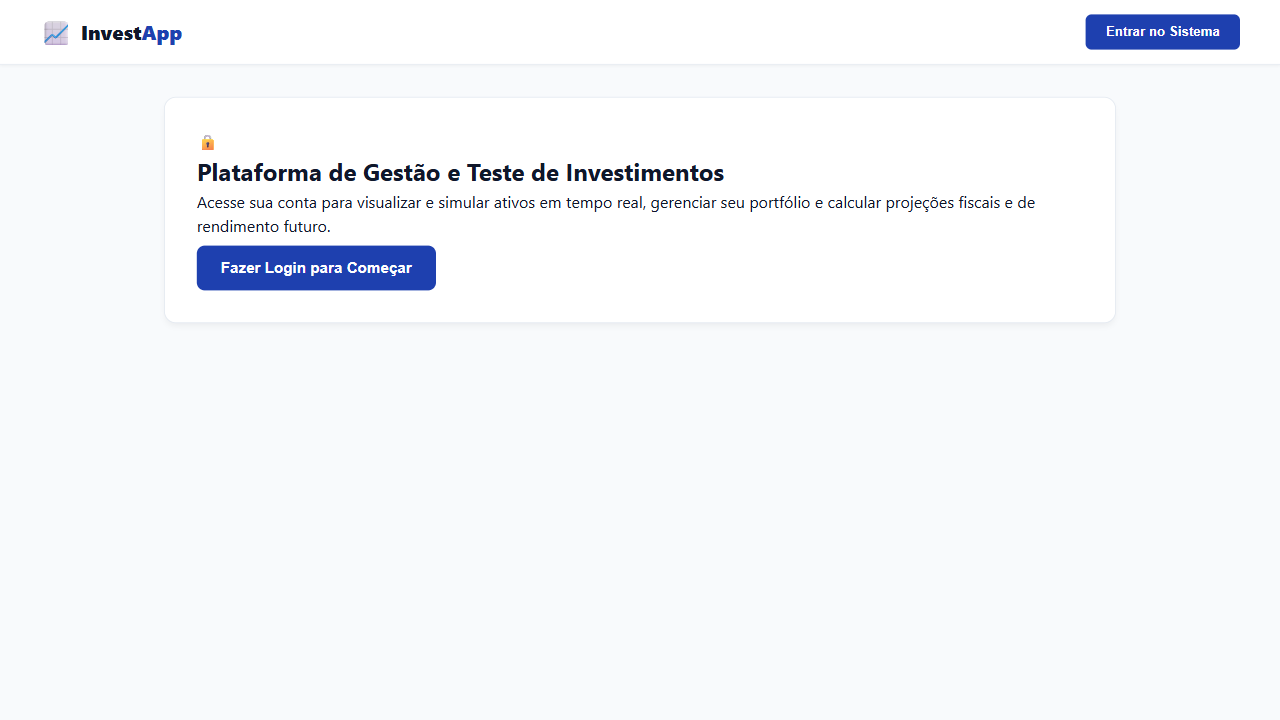 InvestApp
Entrar no Sistema
Plataforma de Gestão e Teste de Investimentos
Acesse sua conta para visualizar e simular ativos em tempo real, gerenciar seu portfólio e calcular projeções fiscais e de
rendimento futuro.
Fazer Login para Começar